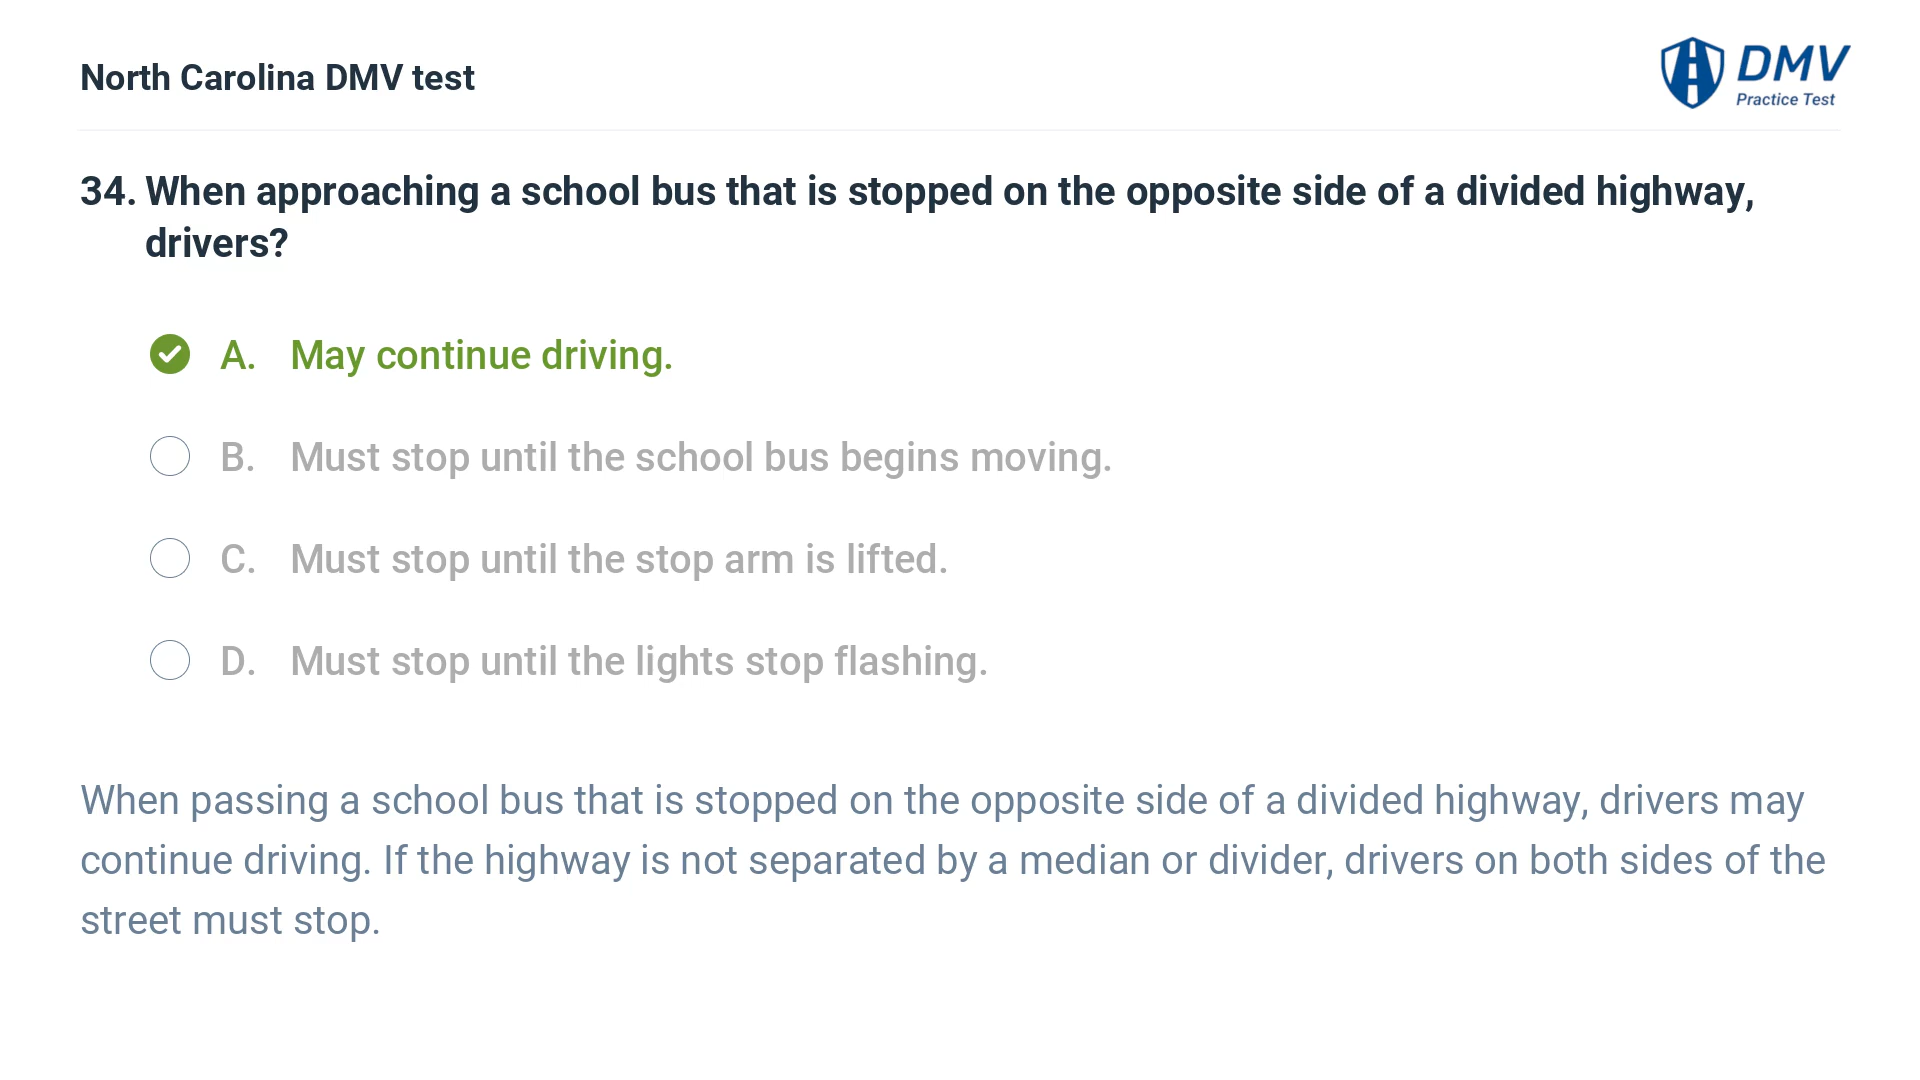 North Carolina DMV test
DMV
Practice Test
34. When approaching a school bus that is stopped on the opposite side of a divided highway,
drivers?
A. May continue driving.
B. Must stop until the school bus begins moving.
C. Must stop until the stop arm is lifted.
D. Must stop until the lights stop flashing.
When passing a school bus that is stopped on the opposite side of a divided highway, drivers may
continue driving. If the highway is not separated by a median or divider, drivers on both sides of the
street must stop.